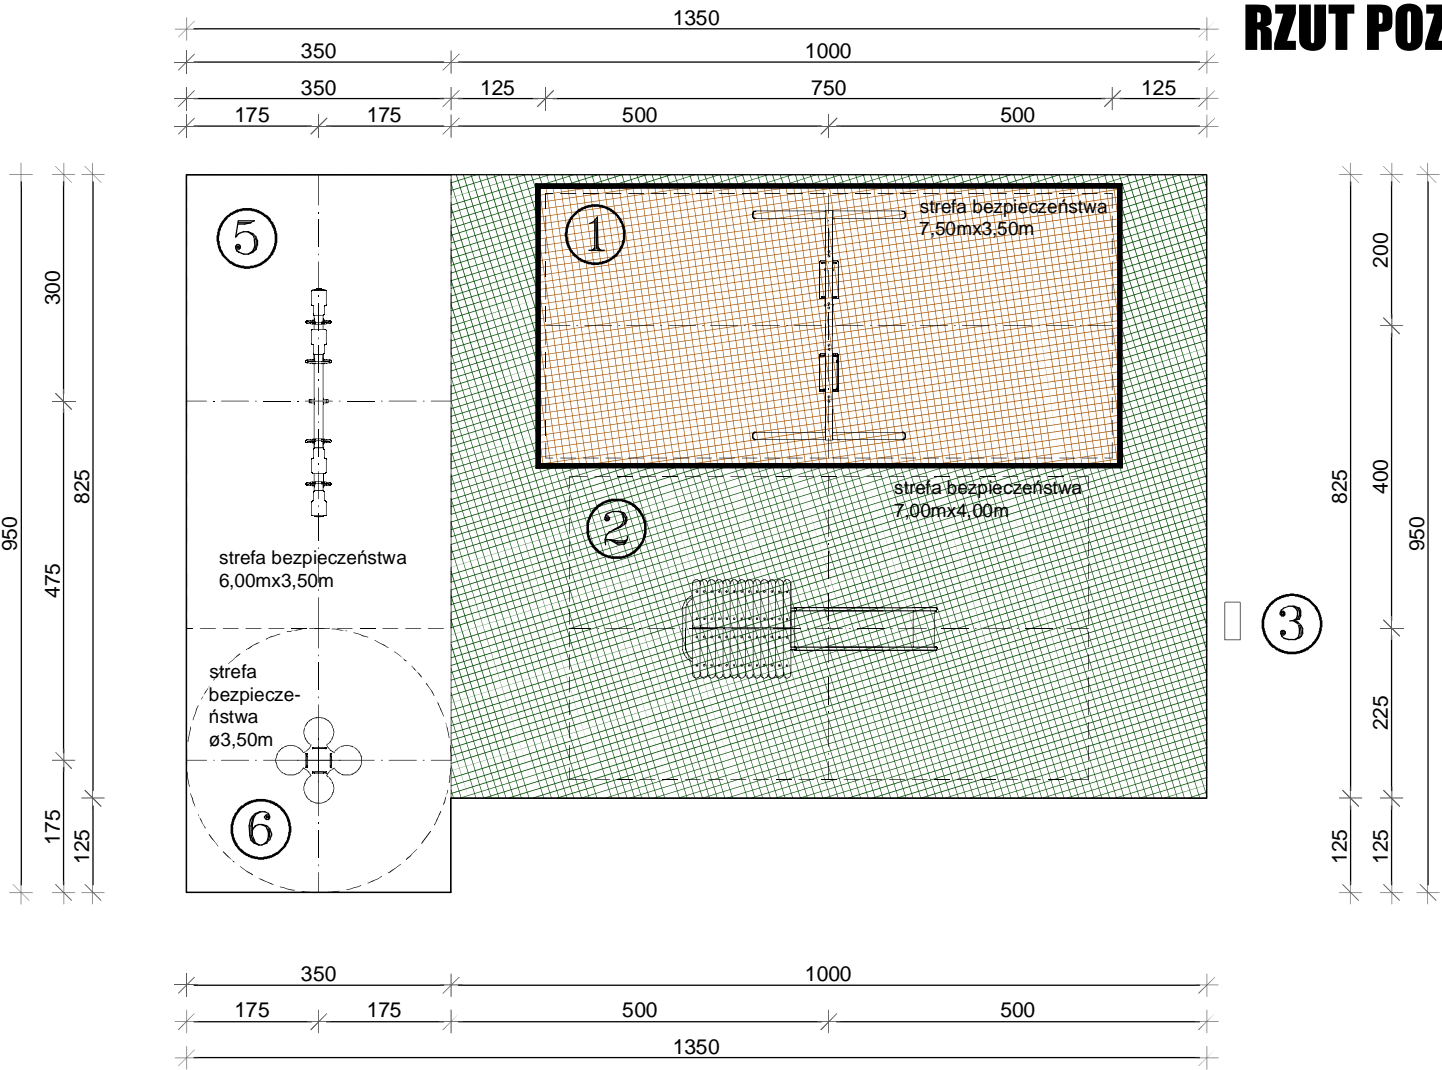 1350
RZUT POZ
350 1000
350 125 750 125
175 175 500 500
5
1
strefa bezpieczeństwa
7,50mx3,50m
300
200
825
950
475
strefa bezpieczeństwa
6,00mx3,50m
strefa bezpieczeństwa
7,00mx4,00m
2
825
400
950
3
strefa
bezpiecze-
ństwa
ø3,50m
225
6
175
125
125
125
350 1000
175 175 500 500
1350